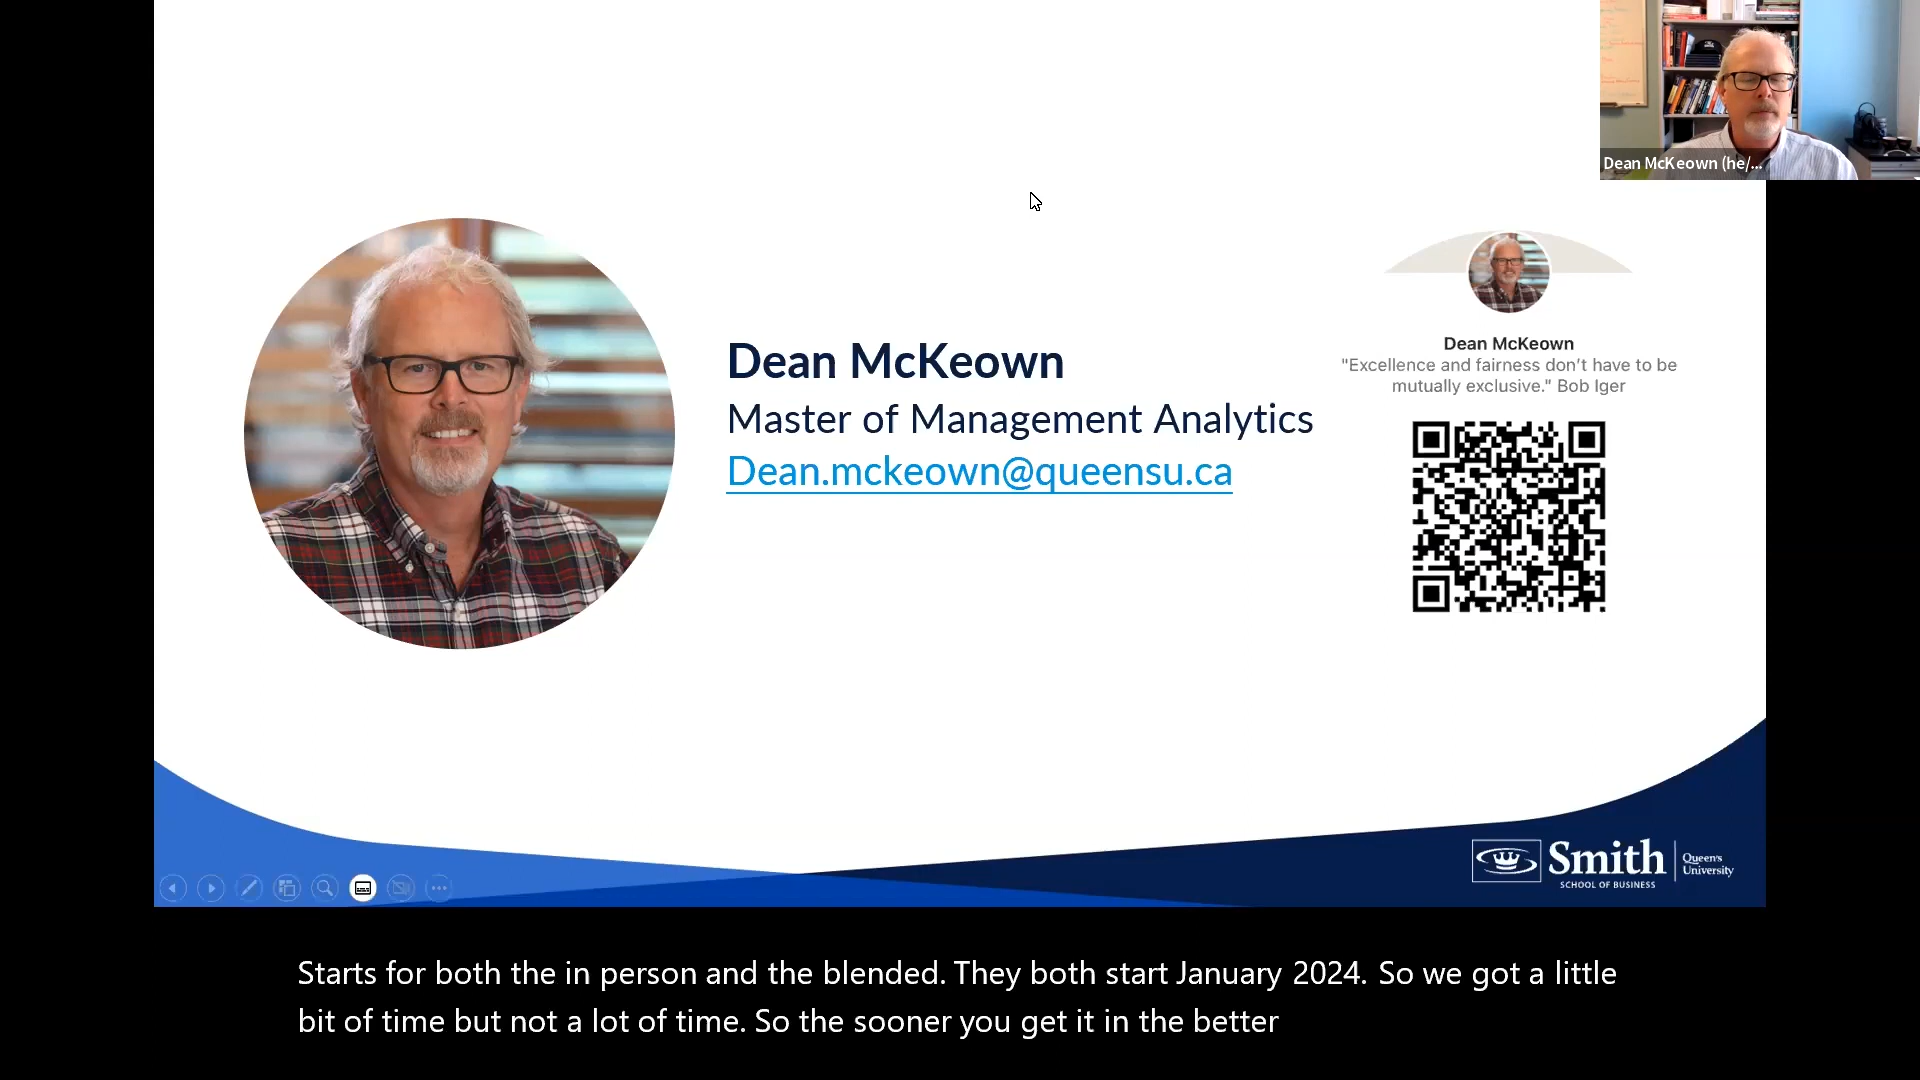 Dean McKeown (he/...
Dean McKeown
Master of Management Analytics
Dean.mckeown@queensu.ca
Dean McKeown
"Excellence and fairness don't have to be
mutually exclusive." Bob Iger
Smith
SCHOOL OF BUSINESS
Queen's
University
Starts for both the in person and the blended. They both start January 2024. So we got a little
bit of time but not a lot of time. So the sooner you get it in the better